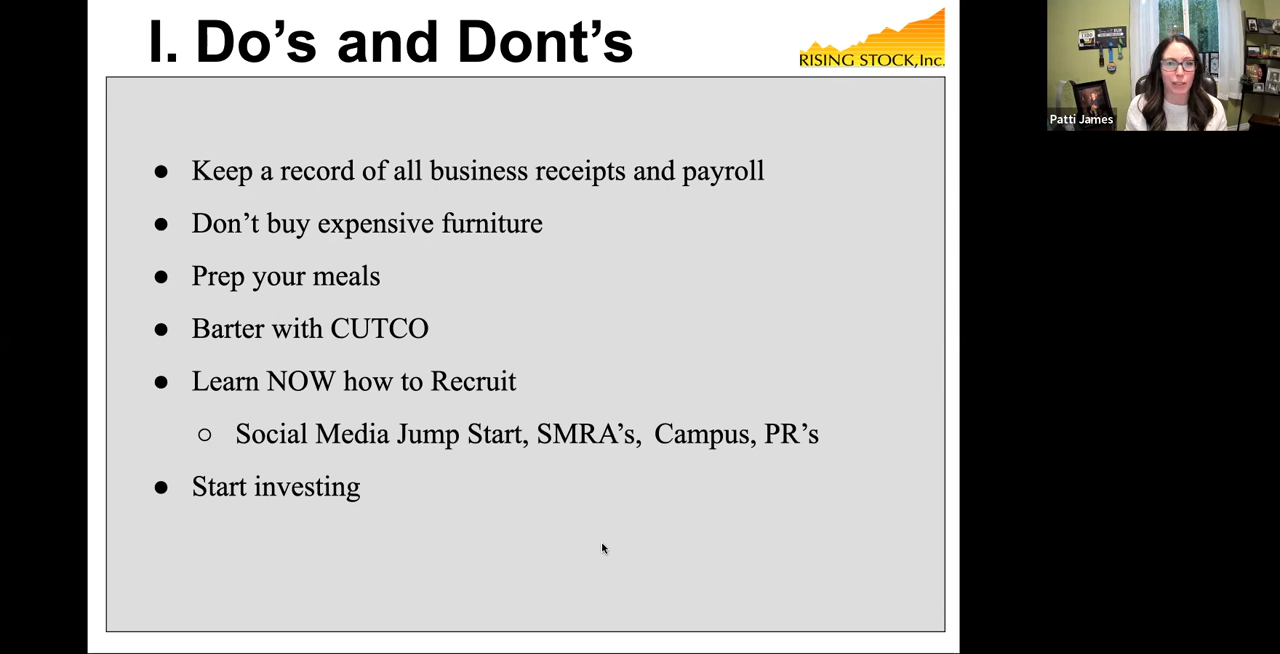 I. Do's and Dont's
RISING STOCK, Inc.
Patti James
● Keep a record of all business receipts and payroll
● Don't buy expensive furniture
● Prep your meals
● Barter with CUTCO
● Learn NOW how to Recruit
○ Social Media Jump Start, SMRA's, Campus, PR's
● Start investing